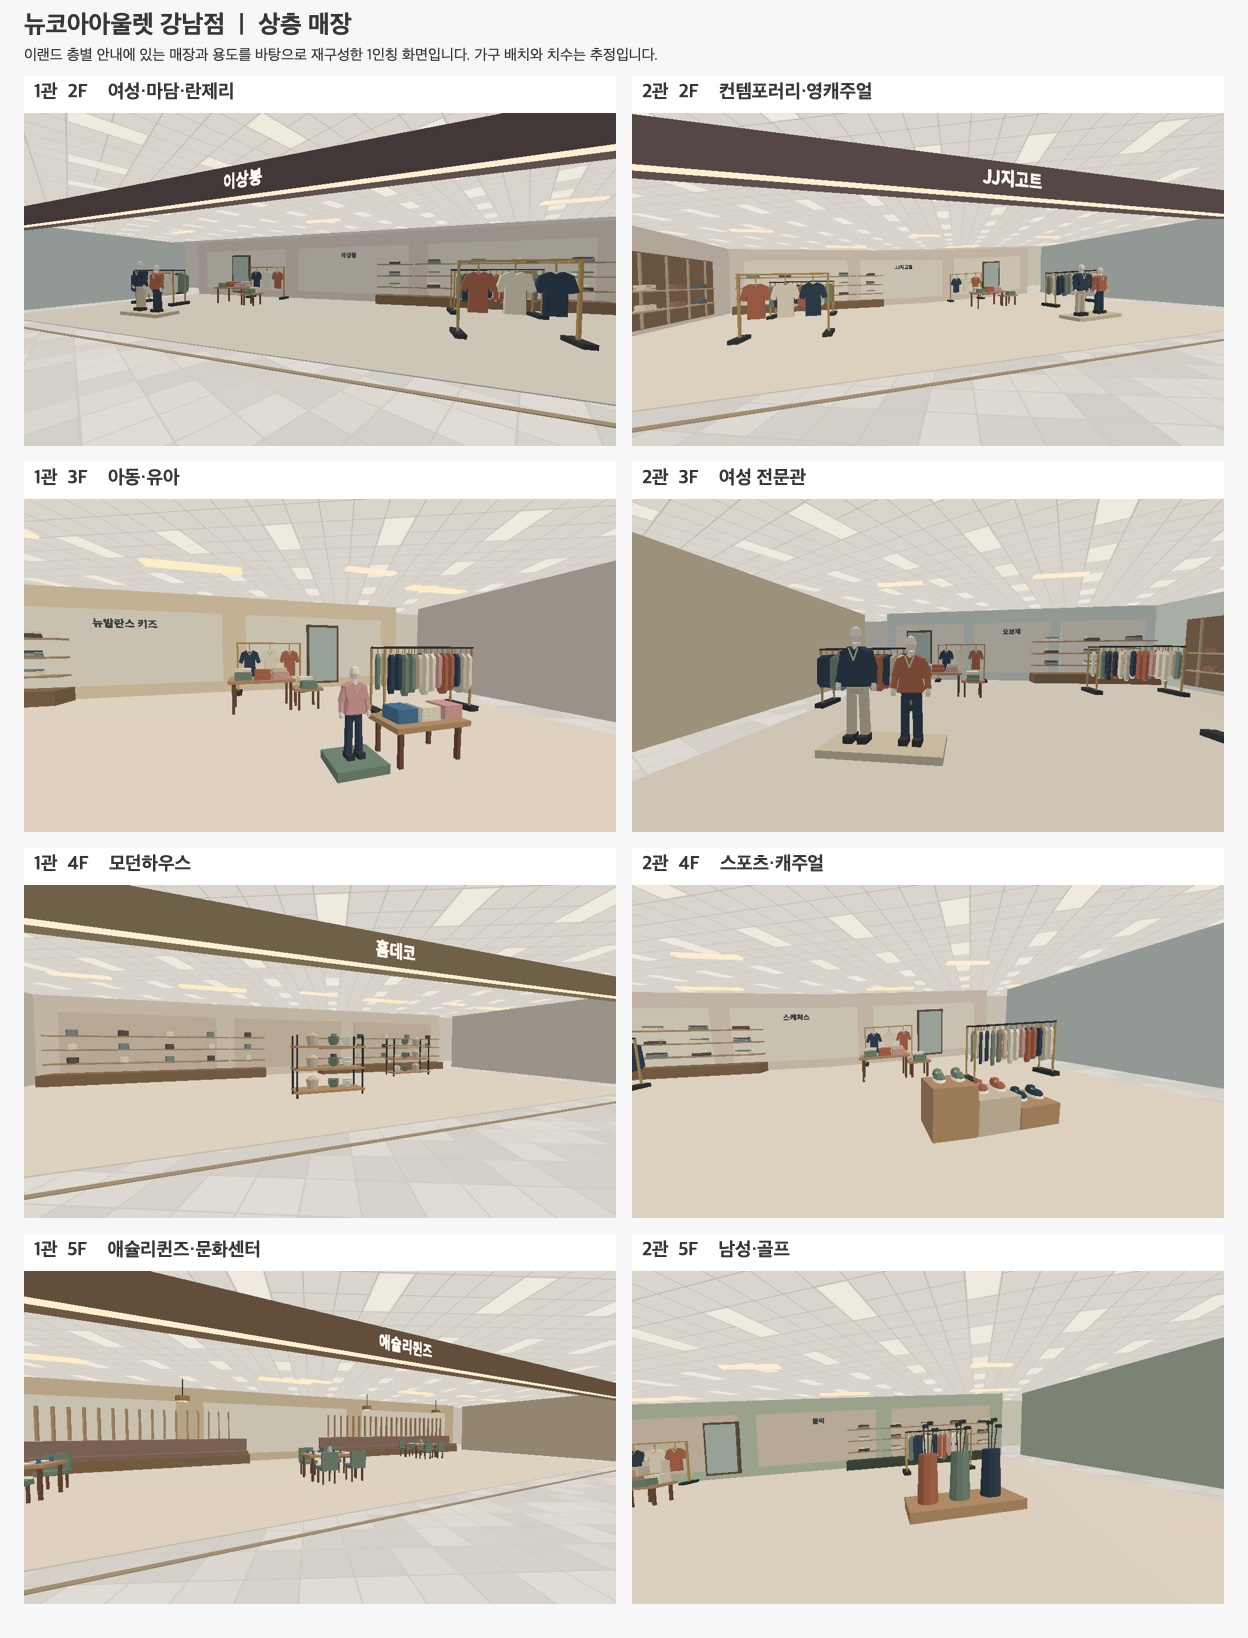 뉴코아아울렛 강남점 | 상층 매장
이랜드 층별 안내에 있는 매장과 용도를 바탕으로 재구성한 1인칭 화면입니다. 가구 배치와 치수는 추정입니다.
1관 2F 여성·마담·란제리
2관 2F 컨템포러리·영캐주얼
이상봉
이상봉
JJ지고트
JJ지고트
1관 3F 아동·유아
2관 3F 여성 전문관
뉴발란스 키즈
오브제
1관 4F 모던하우스
2관 4F 스포츠·캐주얼
홈데코
스케쳐스
1관 5F 애슐리퀸즈·문화센터
2관 5F 남성·골프
애슐리퀸즈